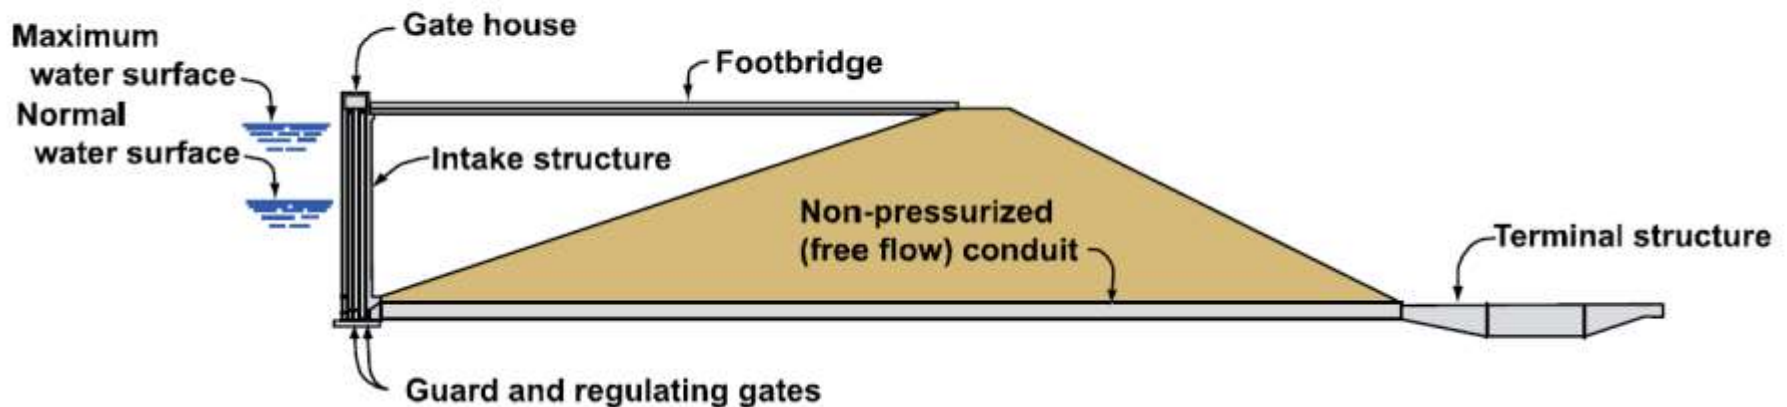 Maximum
water surface
Normal
water surface
Gate house
Footbridge
Intake structure
Non-pressurized
(free flow) conduit
Terminal structure
Guard and regulating gates